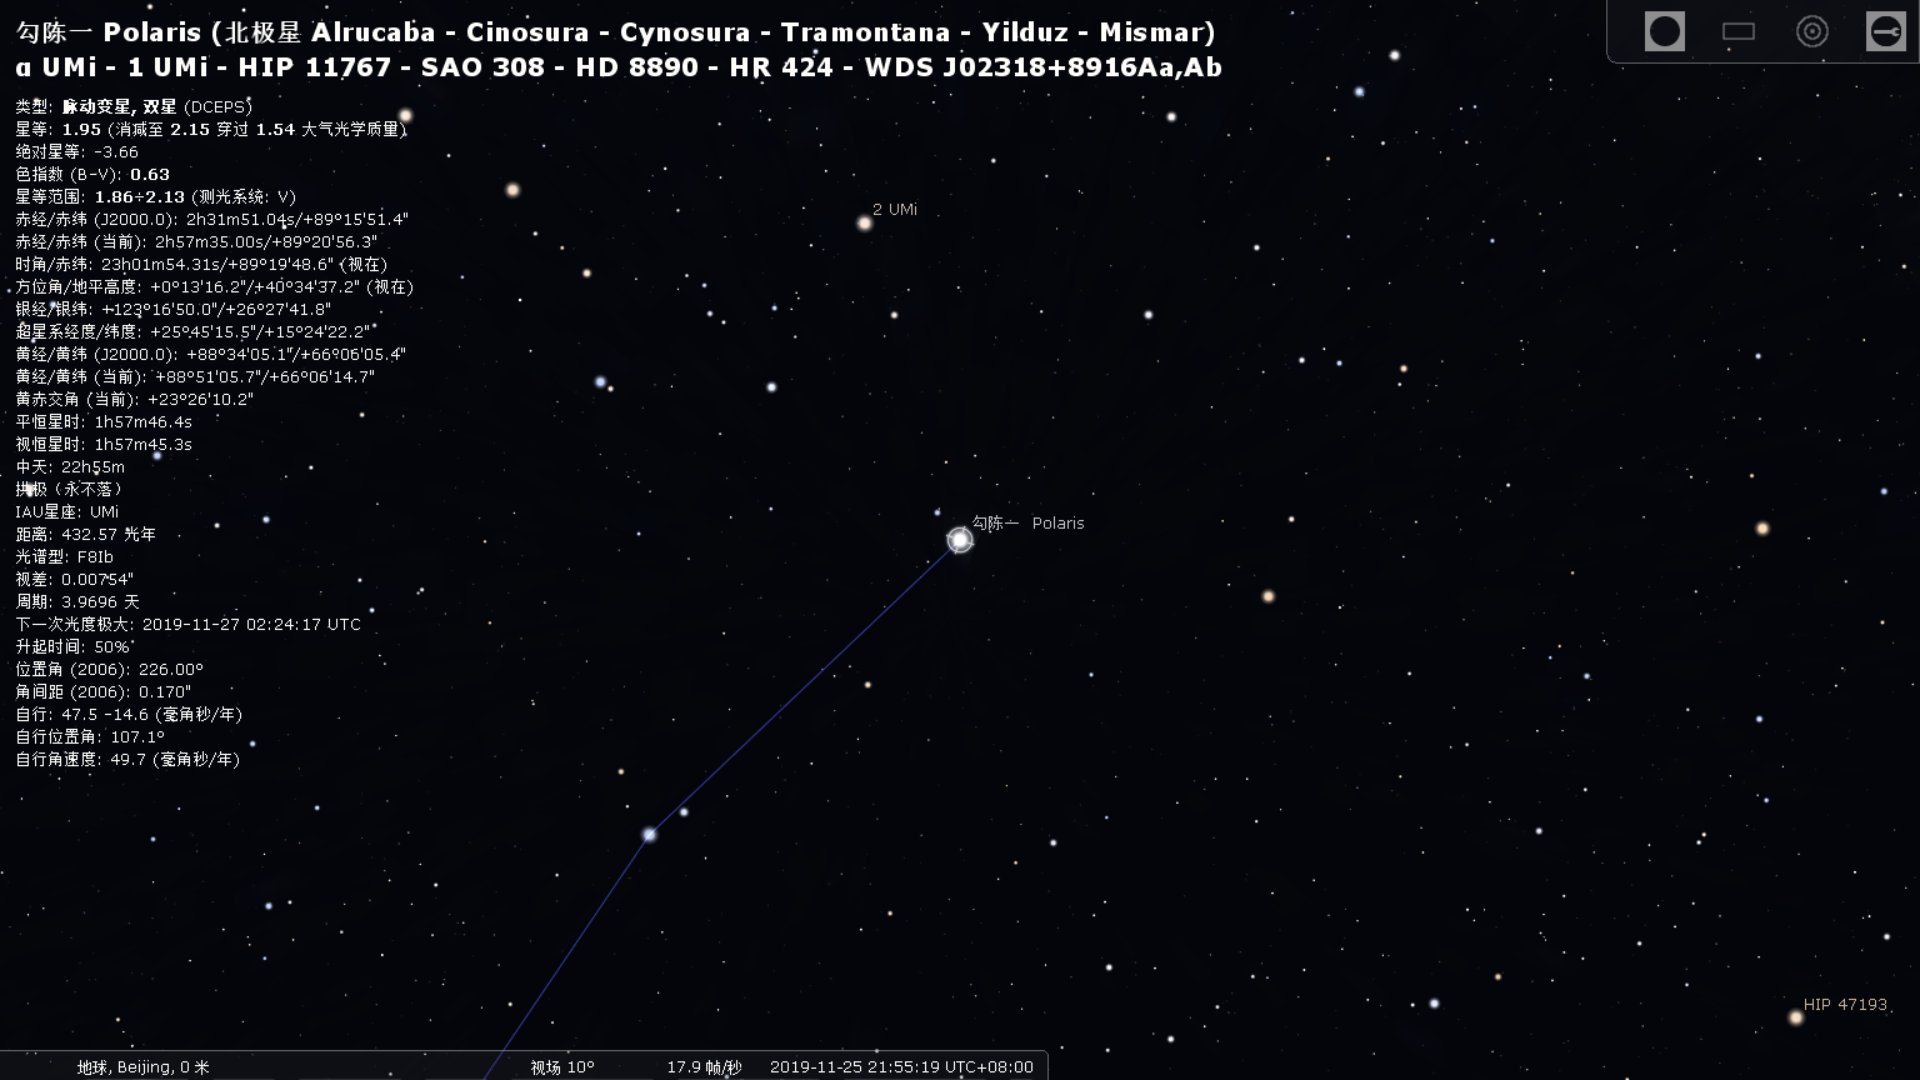 勾陈一 Polaris (北极星 Alrucaba - Cinosura - Cynosura - Tramontana - Yilduz - Mismar)
α UMi - 1 UMi - HIP 11767 - SAO 308 - HD 8890 - HR 424 - WDS J02318+8916Aa,Ab
类型: 脉动变星, 双星 (DCEPS)
星等: 1.95 (消减至 2.15 穿过 1.54 大气光学质量)
绝对星等: -3.66
色指数 (B-V): 0.63
星等范围: 1.86÷2.13 (测光系统: V)
赤经/赤纬 (J2000.0): 2h31m51.04s/+89°15'51.4"
赤经/赤纬 (当前): 2h57m35.00s/+89°20'56.3"
时角/赤纬: 23h01m54.31s/+89°19'48.6" (视在)
方位角/地平高度: +0°13'16.2"/+40°34'37.2" (视在)
银经/银纬: +123°16'50.0"/+26°27'41.8"
超星系经度/纬度: +25°45'15.5"/+15°24'22.2"
黄经/黄纬 (J2000.0): +88°34'05.1"/+66°06'05.4"
黄经/黄纬 (当前): +88°51'05.7"/+66°06'14.7"
黄赤交角 (当前): +23°26'10.2"
平恒星时: 1h57m46.4s
视恒星时: 1h57m45.3s
中天: 22h55m
拱极（永不落）
IAU星座: UMi
距离: 432.57 光年
光谱型: F8Ib
视差: 0.00754"
周期: 3.9696 天
下一次光度极大: 2019-11-27 02:24:17 UTC
升起时间: 50%
位置角 (2006): 226.00°
角间距 (2006): 0.170"
自行: 47.5 -14.6 (毫角秒/年)
自行位置角: 107.1°
自行角速度: 49.7 (毫角秒/年)
2 UMi
勾陈一 Polaris
HIP 47193
地球, Beijing, 0 米 视场 10° 17.9 帧/秒 2019-11-25 21:55:19 UTC+08:00